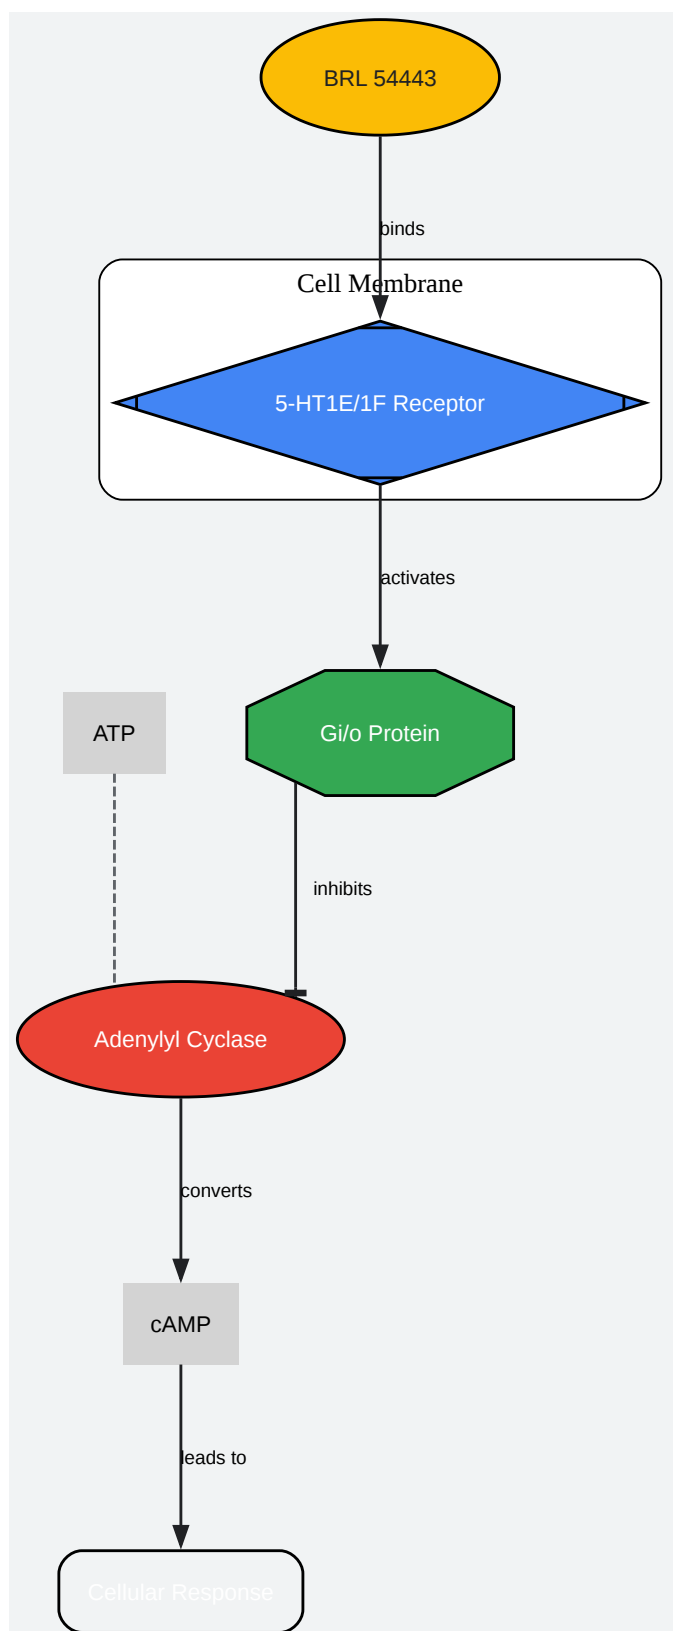 BRL 54443
binds
Cell Membrane
5-HT1E/1F Receptor
activates
ATP
Gi/o Protein
inhibits
Adenylyl Cyclase
converts
cAMP
leads to
Cellular Response